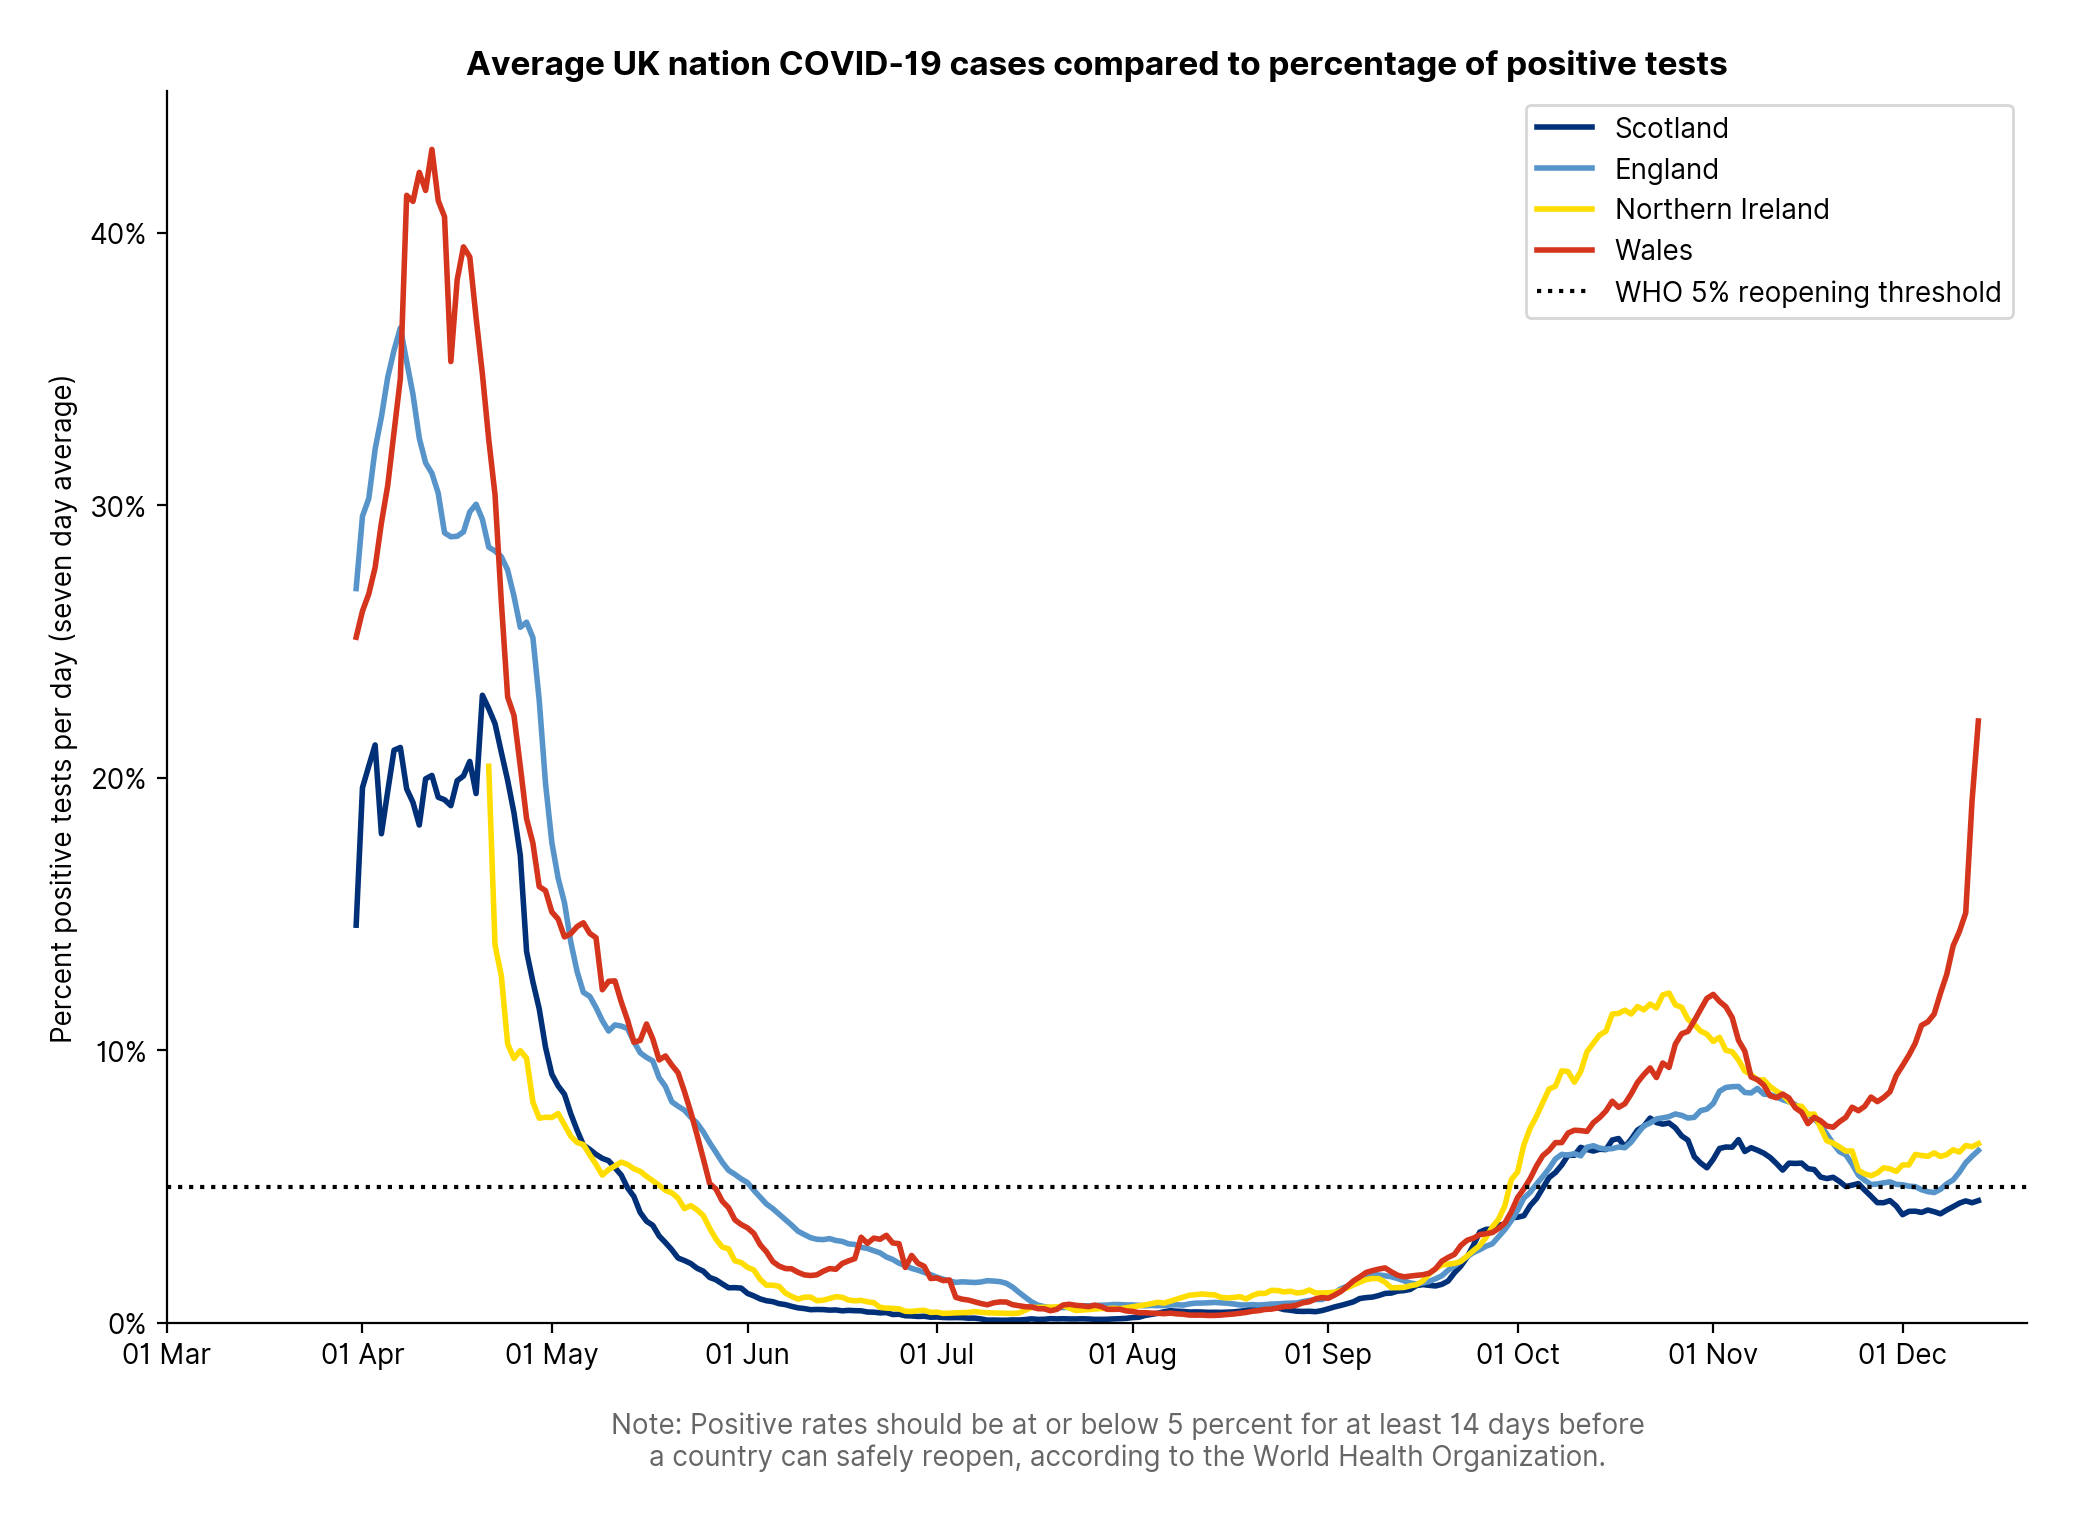 Average UK nation COVID-19 cases compared to percentage of positive tests
Scotland
England
Northern Ireland
Wales
WHO 5% reopening threshold
Percent positive tests per day (seven day average)
40%
30%
20%
10%
0%
01 Mar
01 Apr
01 May
01 Jun
01 Jul
01 Aug
01 Sep
01 Oct
01 Nov
01 Dec
Note: Positive rates should be at or below 5 percent for at least 14 days before
a country can safely reopen, according to the World Health Organization.